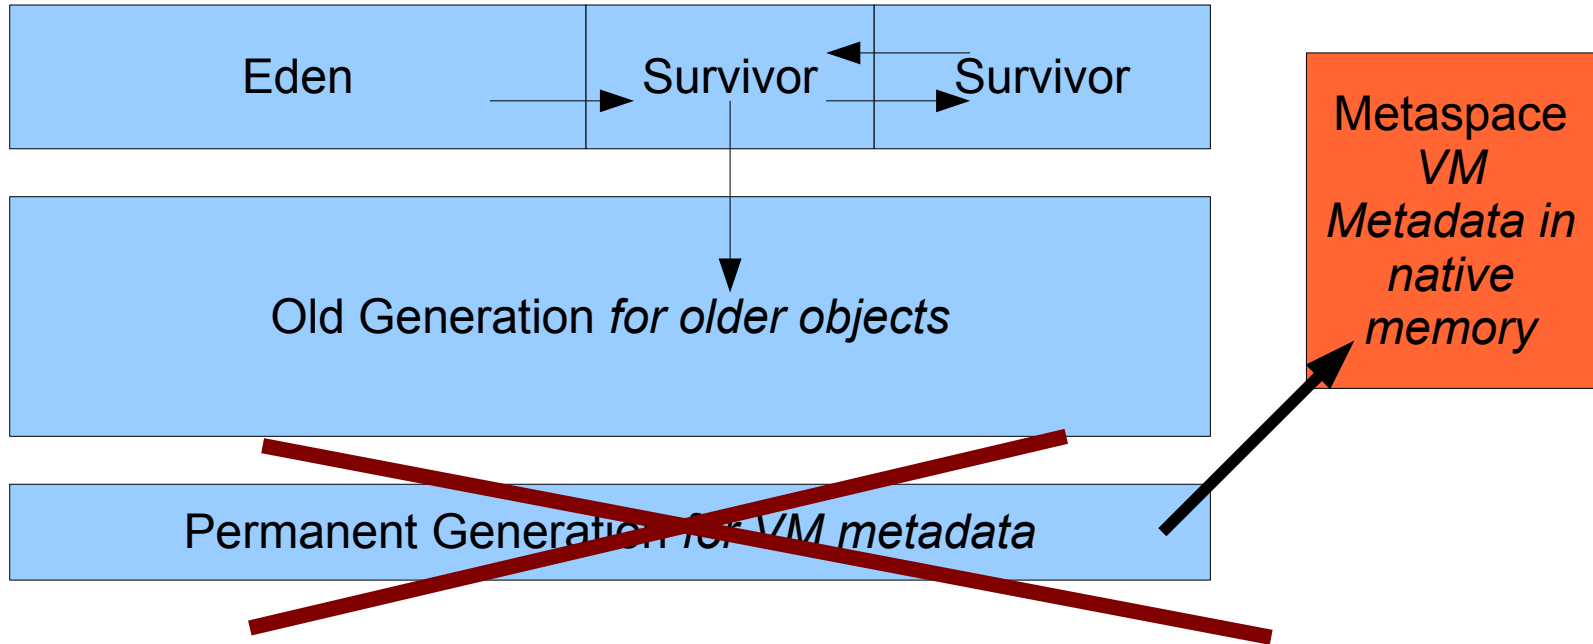 Eden
Survivor
Survivor
Metaspace
VM
Metadata in
native
memory
Old Generation for older objects
Permanent Generation for VM metadata